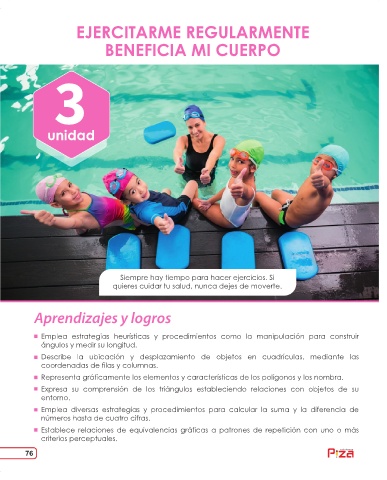 EJERCITARME REGULARMENTE
BENEFICIA MI CUERPO
3
unidad
Siempre hay tiempo para hacer ejercicios. Si
quieres cuidar tu salud, nunca dejes de moverte.
Aprendizajes y logros
Emplea estrategias heurísticas y procedimientos como la manipulación para construir
ángulos y medir su longitud.
Describe la ubicación y desplazamiento de objetos en cuadrículas, mediante las
coordenadas de filas y columnas.
Representa gráficamente los elementos y características de los polígonos y los nombra.
Expresa su comprensión de los triángulos estableciendo relaciones con objetos de su
entorno.
Emplea diversas estrategias y procedimientos para calcular la suma y la diferencia de
números hasta de cuatro cifras.
Establece relaciones de equivalencias gráficas a patrones de repetición con uno o más
criterios perceptuales.
76
Piza